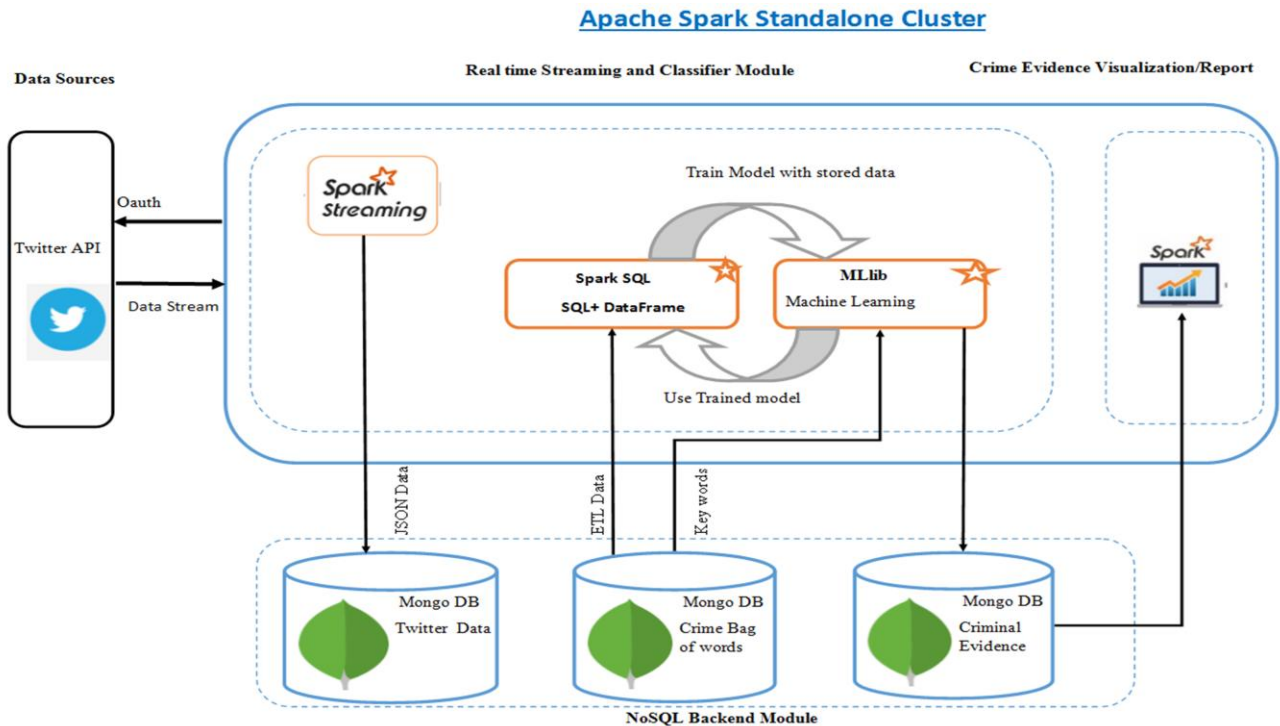 Apache Spark Standalone Cluster
Data Sources
Real time Streaming and Classifier Module
Crime Evidence Visualization/Report
Oauth
Twitter API
Data Stream
Spark
Streaming
Train Model with stored data
Spark SQL
SQL+ DataFrame
MLlib
Machine Learning
Use Trained model
Spark
JSON Data
ETL Data
Key words
Mongo DB
Twitter Data
Mongo DB
Crime Bag
of words
Mongo DB
Criminal
Evidence
NoSQL Backend Module